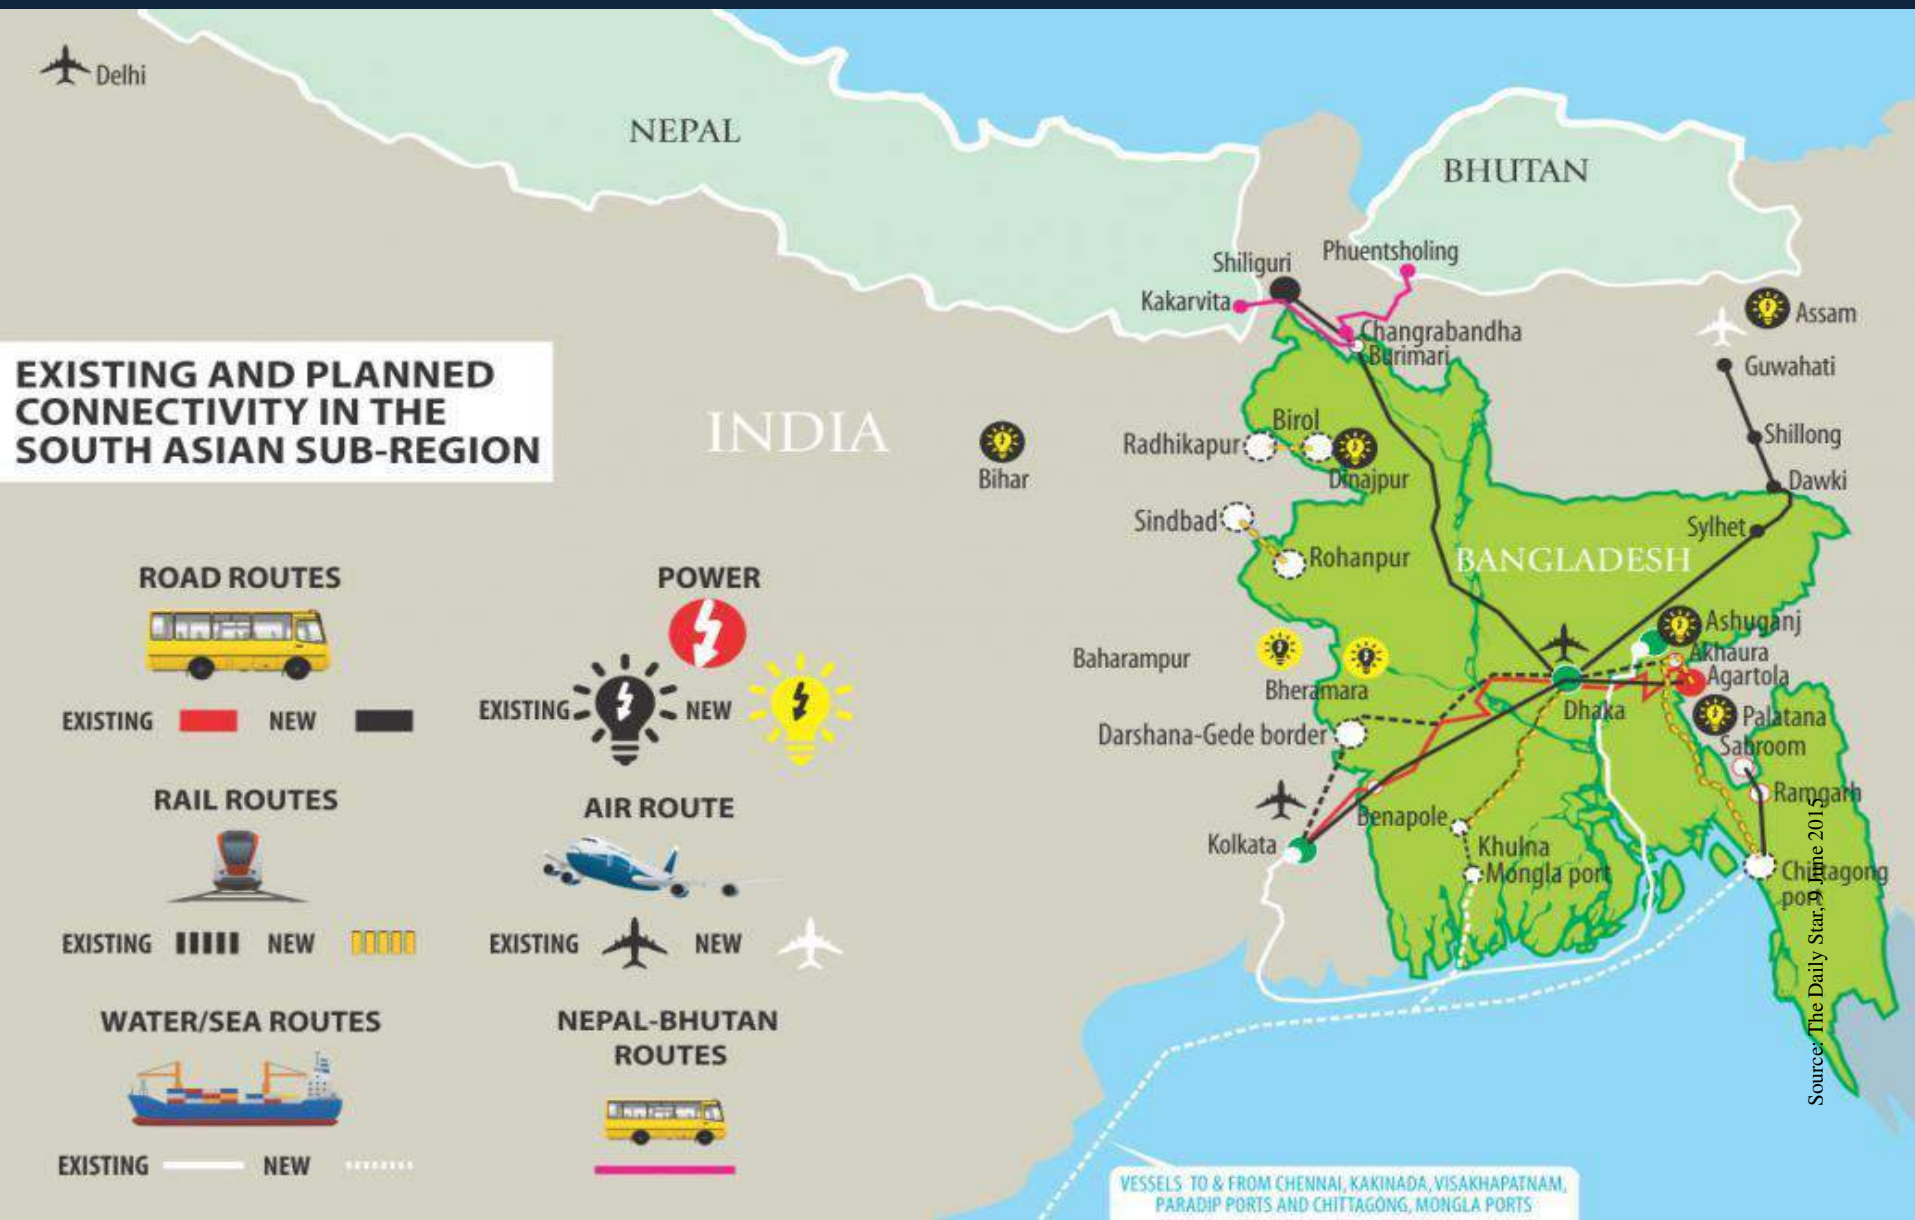 Delhi
NEPAL
BHUTAN
Shiliguri
Phuentsholing
Kakarvita
Changrabandha
Burimari
Assam
Guwahati
EXISTING AND PLANNED
CONNECTIVITY IN THE
SOUTH ASIAN SUB-REGION
INDIA
Bihar
Birol
Radhikapur
Dinajpur
Shillong
Dawki
Sindbad
Rohanpur
Sylhet
BANGLADESH
Baharampur
Bheramara
Ashuganj
Akhaura
Agartola
Dhaka
Darshana-Gede border
Palatana
Sabroom
Ramgarh
Benapole
Kolkata
Khulna
Mongla port
Chittagong
port
ROAD ROUTES
EXISTING NEW
POWER
EXISTING NEW
RAIL ROUTES
EXISTING NEW
AIR ROUTE
EXISTING NEW
WATER/SEA ROUTES
EXISTING NEW
NEPAL-BHUTAN
ROUTES
VESSELS TO & FROM CHENNAI, KAKINADA, VISAKHAPATNAM,
PARADIP PORTS AND CHITTAGONG, MONGLA PORTS
Source: The Daily Star, 9 June 2015